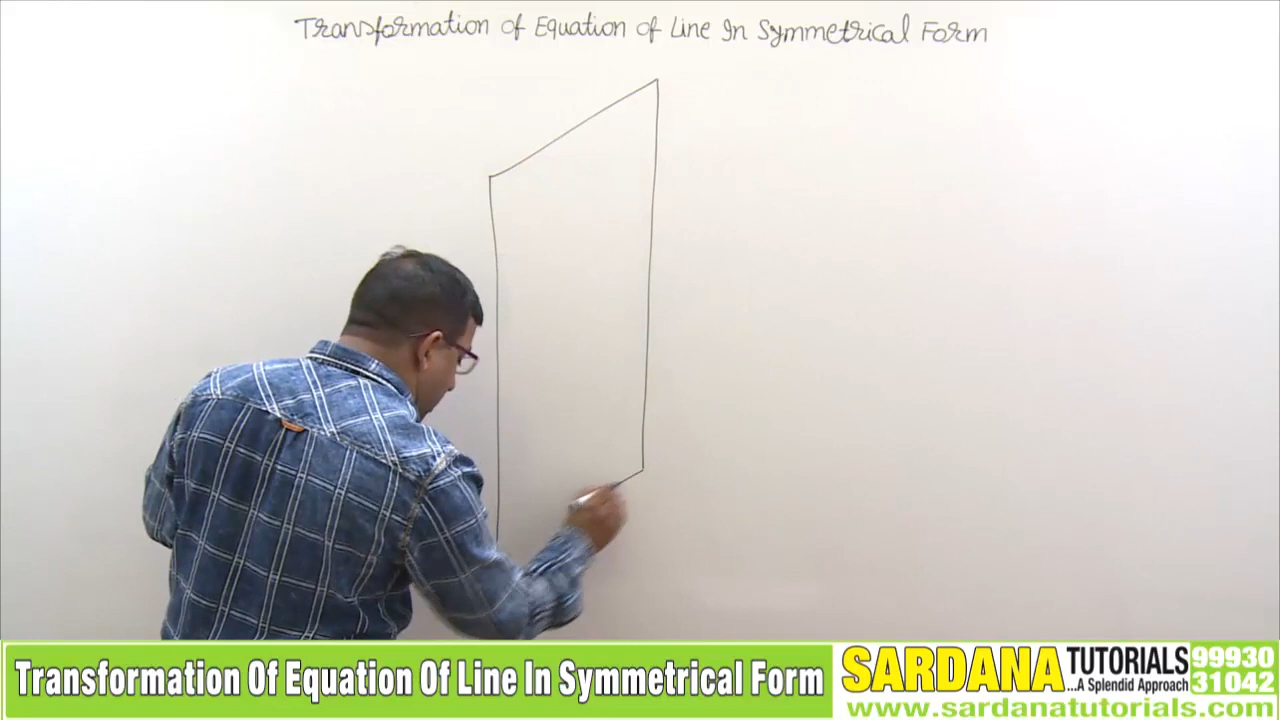 Transformation of Equation of Line In Symmetrical Form
Transformation Of Equation Of Line In Symmetrical Form
SARDANA TUTORIALS 99930
...A Splendid Approach 31042
www.sardanatutorials.com